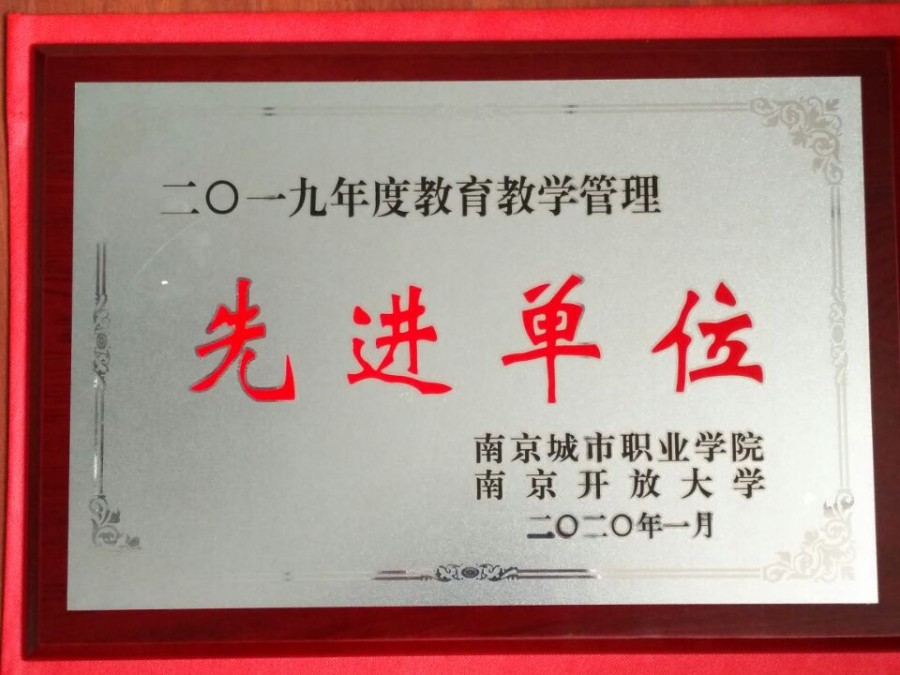 二〇一九年度教育教学管理
先进单位
南京城市职业学院
南京开放大学
二〇二〇年一月